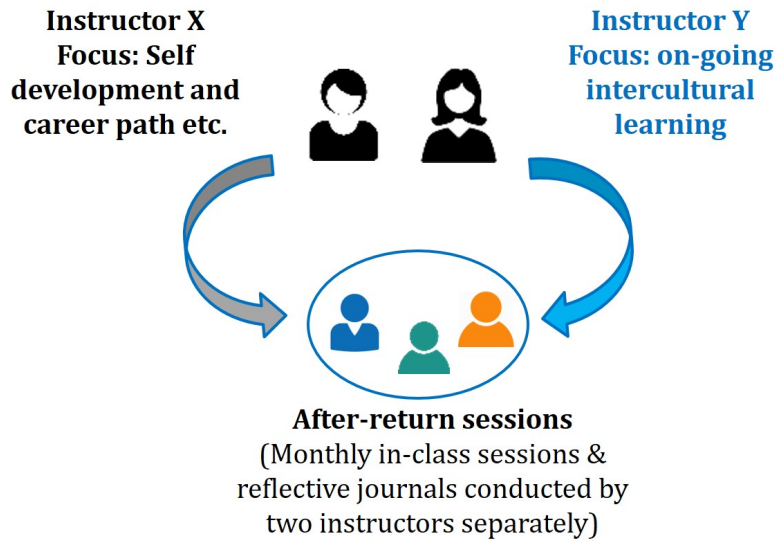 Instructor X
Focus: Self
development and
career path etc.
Instructor Y
Focus: on-going
intercultural
learning
After-return sessions
(Monthly in-class sessions &
reflective journals conducted by
two instructors separately)